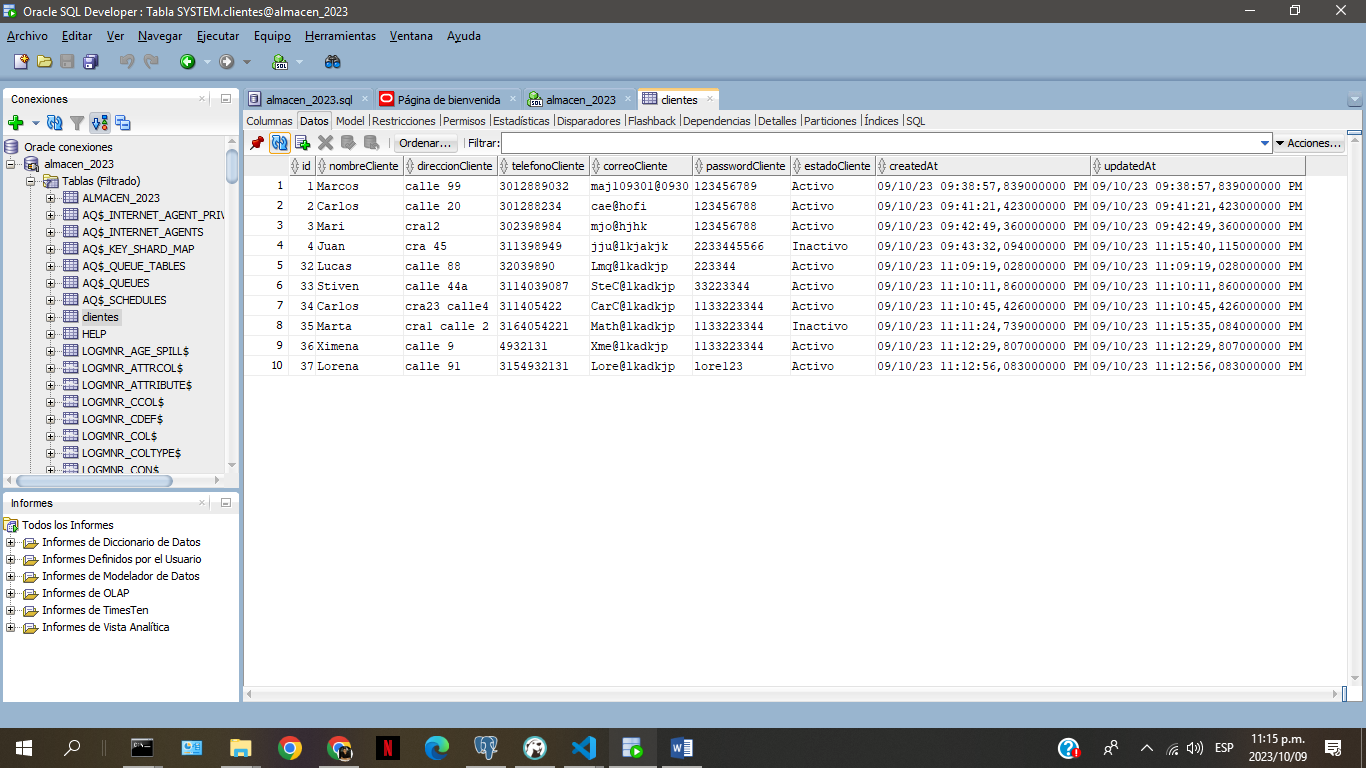 Oracle SQL Developer : Tabla SYSTEM.clientes@almacen_2023
Archivo Editar Ver Navegar Ejecutar Equipo Herramientas Ventana Ayuda
Conexiones
Oracle conexiones
almacen_2023
Tablas (Filtrado)
ALMACEN_2023
AQ$_INTERNET_AGENT_PRIV
AQ$_INTERNET_AGENTS
AQ$_KEY_SHARD_MAP
AQ$_QUEUE_TABLES
AQ$_QUEUES
AQ$_SCHEDULES
clientes
HELP
LOGMNR_AGE_SPILL$
LOGMNR_ATTRCOL$
LOGMNR_ATTRIBUTE$
LOGMNR_CCOL$
LOGMNR_CDEF$
LOGMNR_COL$
LOGMNR_COLTYPE$
LOGMNR_CON$
Informes
Todos los Informes
Informes de Diccionario de Datos
Informes Definidos por el Usuario
Informes de Modelador de Datos
Informes de OLAP
Informes de TimesTen
Informes de Vista Analítica
almacen_2023.sql Página de bienvenida almacen_2023 clientes
Columnas Datos Model Restricciones Permisos Estadísticas Disparadores Flashback Dependencias Detalles Particiones Índices SQL
Ordenar... Filtrar: Acciones...
id nombreCliente direccionCliente telefonoCliente correoCliente passwordCliente estadoCliente createdAt updatedAt
1 1 Marcos calle 99 3012889032 maj109301@0930 123456789 Activo 09/10/23 09:38:57,839000000 PM 09/10/23 09:38:57,839000000 PM
2 2 Carlos calle 20 301288234 cae@hofi 123456788 Activo 09/10/23 09:41:21,423000000 PM 09/10/23 09:41:21,423000000 PM
3 3 Mari cra12 302398984 mjo@hjhk 123456788 Activo 09/10/23 09:42:49,360000000 PM 09/10/23 09:42:49,360000000 PM
4 4 Juan cra 45 311398949 jju@lkjakjk 2233445566 Inactivo 09/10/23 09:43:32,094000000 PM 09/10/23 11:15:40,115000000 PM
5 32 Lucas calle 88 32039890 Lmq@lkadkjp 223344 Activo 09/10/23 11:09:19,028000000 PM 09/10/23 11:09:19,028000000 PM
6 33 Stiven calle 44a 3114039087 SteC@lkadkjp 33223344 Activo 09/10/23 11:10:11,860000000 PM 09/10/23 11:10:11,860000000 PM
7 34 Carlos cra23 calle4 311405422 CarC@lkadkjp 1133223344 Activo 09/10/23 11:10:45,426000000 PM 09/10/23 11:10:45,426000000 PM
8 35 Marta cra1 calle 2 3164054221 Math@lkadkjp 1133223344 Inactivo 09/10/23 11:11:24,739000000 PM 09/10/23 11:15:35,084000000 PM
9 36 Ximena calle 9 4932131 Xme@lkadkjp 1133223344 Activo 09/10/23 11:12:29,807000000 PM 09/10/23 11:12:29,807000000 PM
10 37 Lorena calle 91 3154932131 Lore@lkadkjp lore123 Activo 09/10/23 11:12:56,083000000 PM 09/10/23 11:12:56,083000000 PM
ESP
11:15 p.m.
2023/10/09